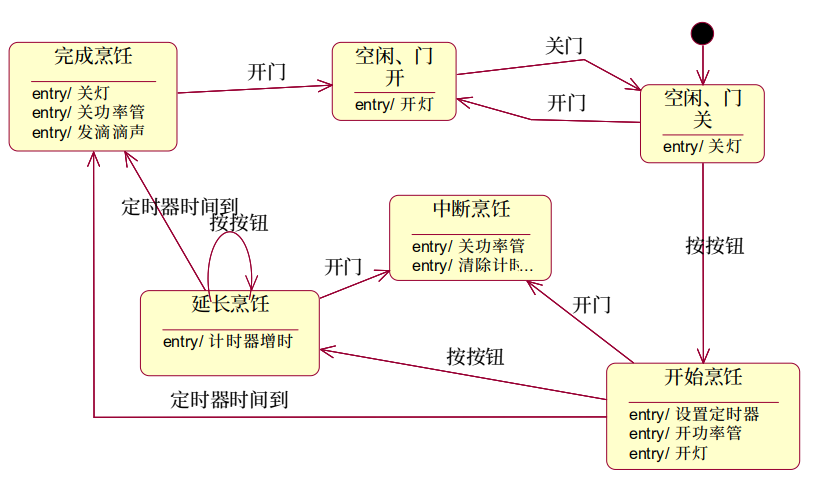 完成烹饪
entry/ 关灯
entry/ 关功率管
entry/ 发滴滴声
开门
空闲、门
开
entry/ 开灯
关门
开门
空闲、门
关
entry/ 关灯
定时器时间到
按按钮
中断烹饪
entry/ 关功率管
entry/ 清除计时...
按按钮
开门
延长烹饪
entry/ 计时器增时
开门
按按钮
定时器时间到
开始烹饪
entry/ 设置定时器
entry/ 开功率管
entry/ 开灯